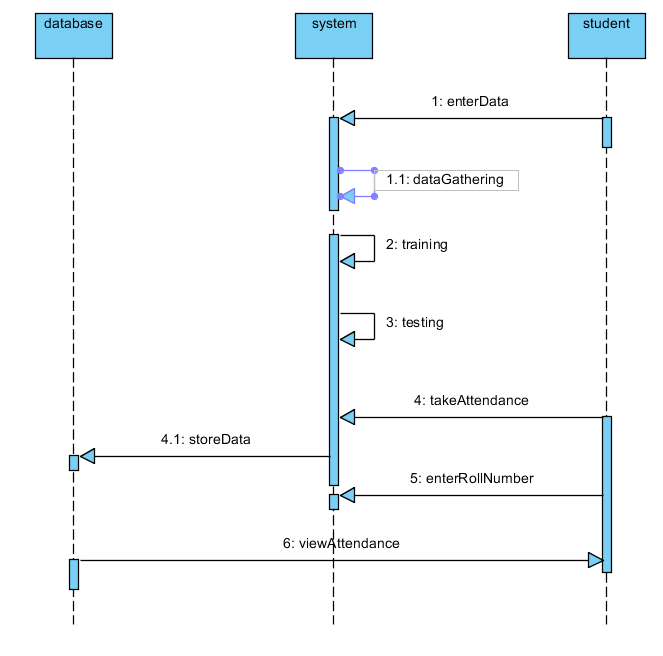 database
system
student
1: enterData
1.1: dataGathering
2: training
3: testing
4: takeAttendance
4.1: storeData
5: enterRollNumber
6: viewAttendance